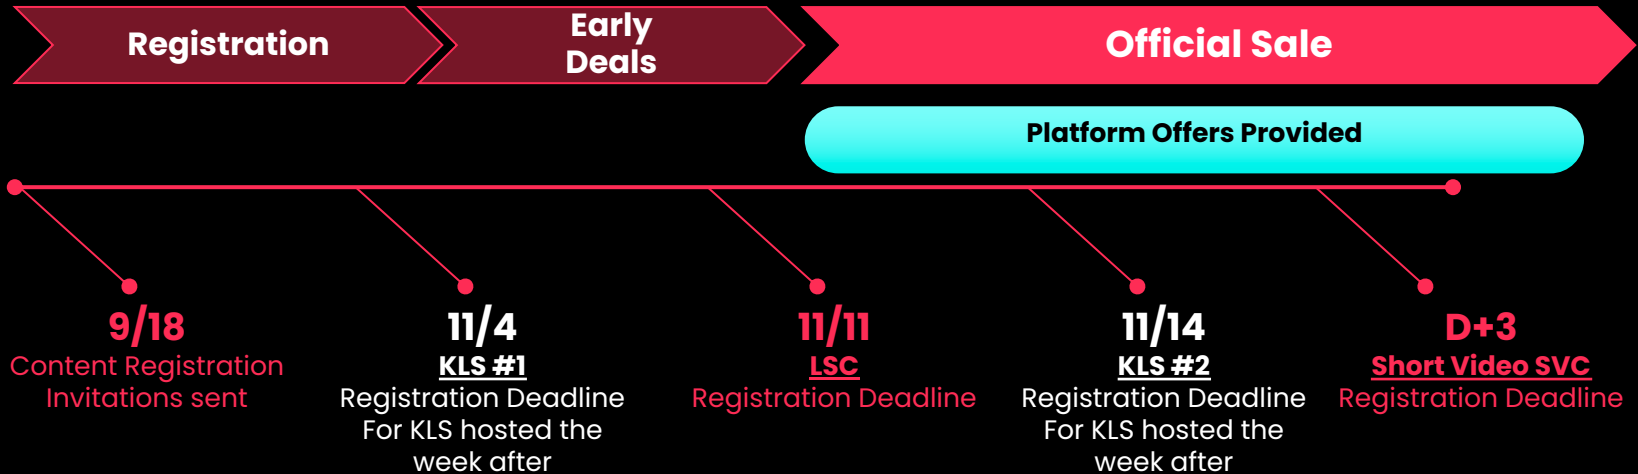 Registration
Early
Deals
Official Sale
Platform Offers Provided
9/18
Content Registration
Invitations sent
11/4
KLS #1
Registration Deadline
For KLS hosted the
week after
11/11
LSC
Registration Deadline
11/14
KLS #2
Registration Deadline
For KLS hosted the
week after
D+3
Short Video SVC
Registration Deadline